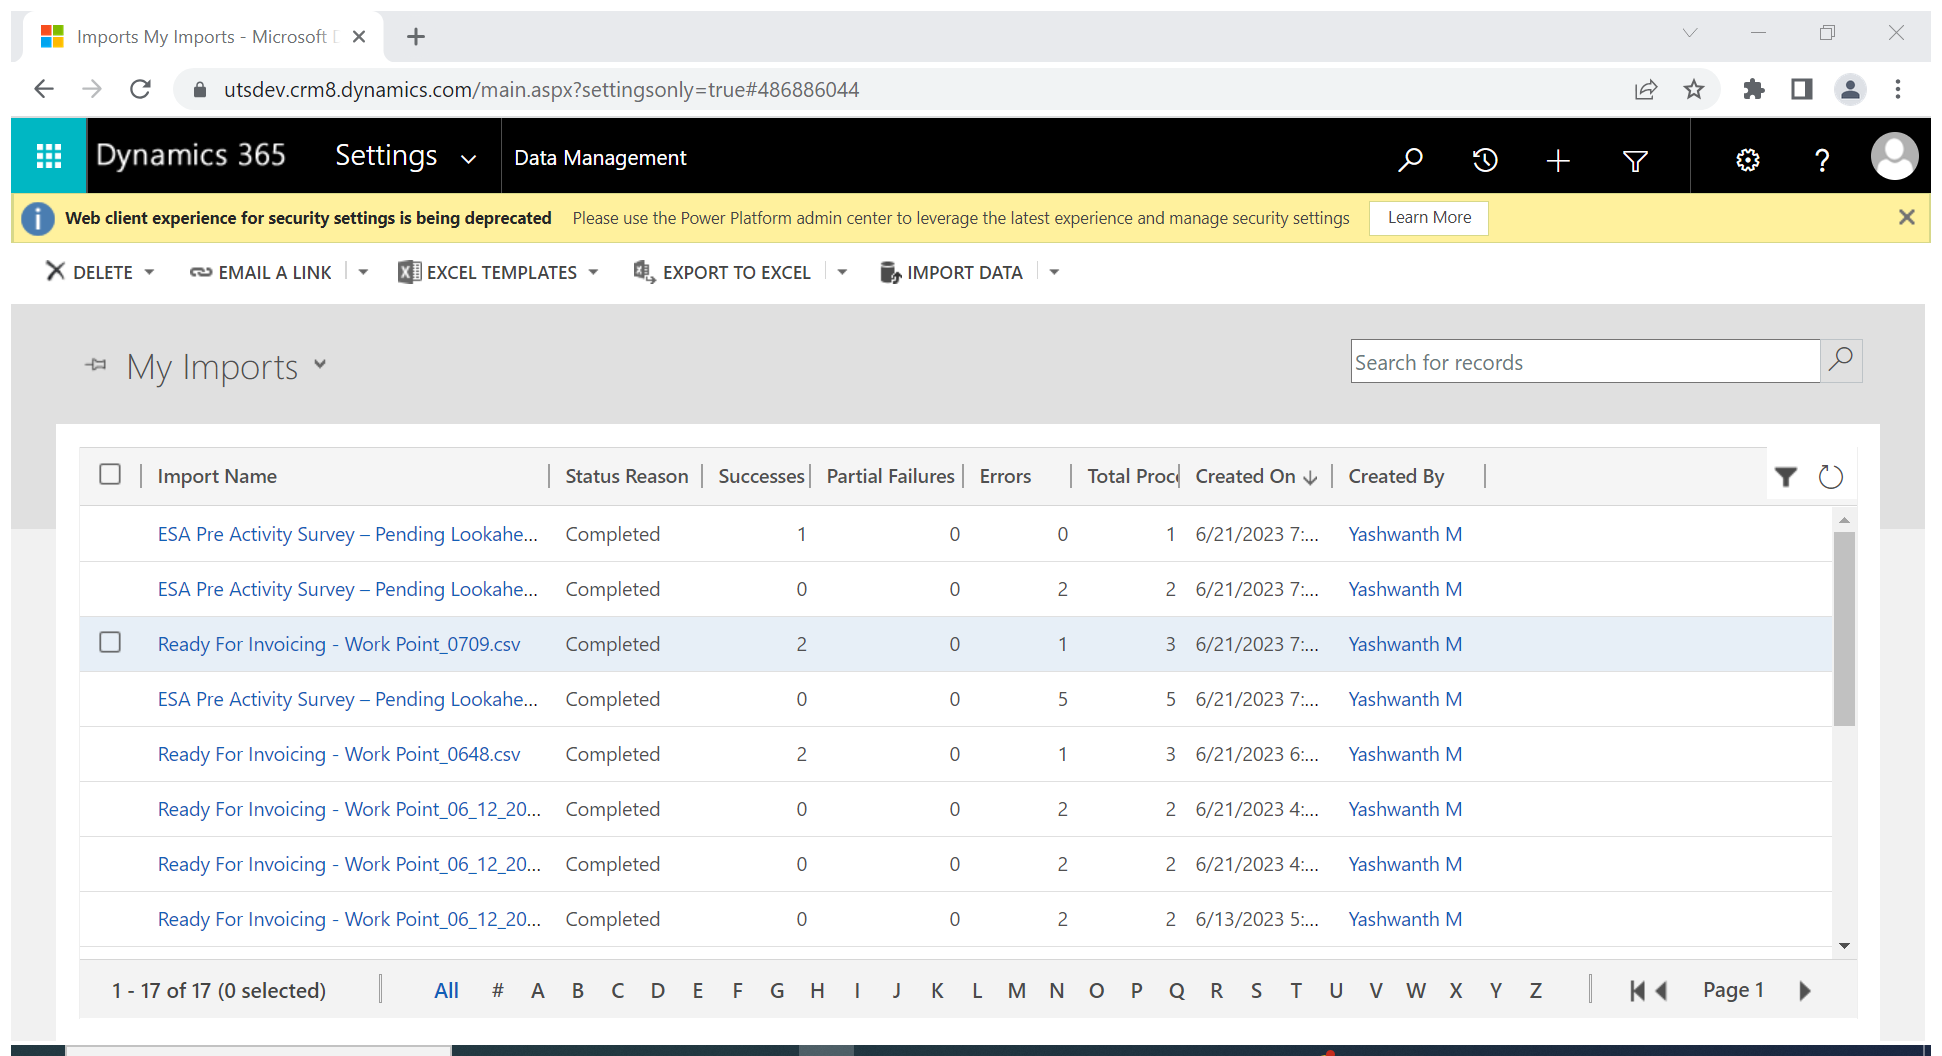 Imports My Imports - Microsoft
utsdev.crm8.dynamics.com/main.aspx?settingsonly=true#486886044
Dynamics 365 Settings Data Management
Web client experience for security settings is being deprecated Please use the Power Platform admin center to leverage the latest experience and manage security settings Learn More
DELETE EMAIL A LINK EXCEL TEMPLATES EXPORT TO EXCEL IMPORT DATA
My Imports Search for records
Import Name Status Reason Successes Partial Failures Errors Total Proc Created On Created By
ESA Pre Activity Survey – Pending Lookahe... Completed 1 0 0 1 6/21/2023 7:... Yashwanth M
ESA Pre Activity Survey – Pending Lookahe... Completed 0 0 2 2 6/21/2023 7:... Yashwanth M
Ready For Invoicing - Work Point_0709.csv Completed 2 0 1 3 6/21/2023 7:... Yashwanth M
ESA Pre Activity Survey – Pending Lookahe... Completed 0 0 5 5 6/21/2023 7:... Yashwanth M
Ready For Invoicing - Work Point_0648.csv Completed 2 0 1 3 6/21/2023 6:... Yashwanth M
Ready For Invoicing - Work Point_06_12_20... Completed 0 0 2 2 6/21/2023 4:... Yashwanth M
Ready For Invoicing - Work Point_06_12_20... Completed 0 0 2 2 6/21/2023 4:... Yashwanth M
Ready For Invoicing - Work Point_06_12_20... Completed 0 0 2 2 6/13/2023 5:... Yashwanth M
1 - 17 of 17 (0 selected) All # A B C D E F G H I J K L M N O P Q R S T U V W X Y Z Page 1